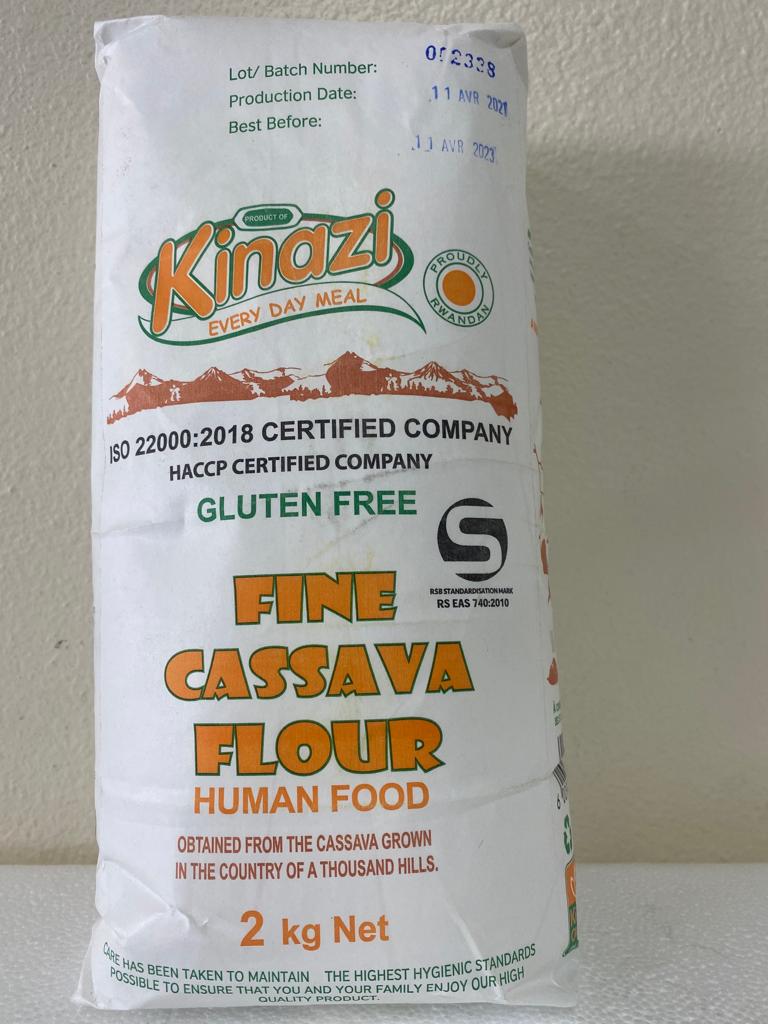 Lot/ Batch Number: 002338
Production Date: 11 AVR 2021
Best Before: 11 AVR 2023
PRODUCT OF
Kinazi
EVERY DAY MEAL
PROUDLY
RWANDAN
ISO 22000:2018 CERTIFIED COMPANY
HACCP CERTIFIED COMPANY
GLUTEN FREE
S
RSB STANDARDISATION MARK
RS EAS 740:2010
FINE
CASSAVA
FLOUR
HUMAN FOOD
OBTAINED FROM THE CASSAVA GROWN
IN THE COUNTRY OF A THOUSAND HILLS.
2 kg Net
CARE HAS BEEN TAKEN TO MAINTAIN THE HIGHEST HYGIENIC STANDARDS
POSSIBLE TO ENSURE THAT YOU AND YOUR FAMILY ENJOY OUR HIGH
QUALITY PRODUCT.